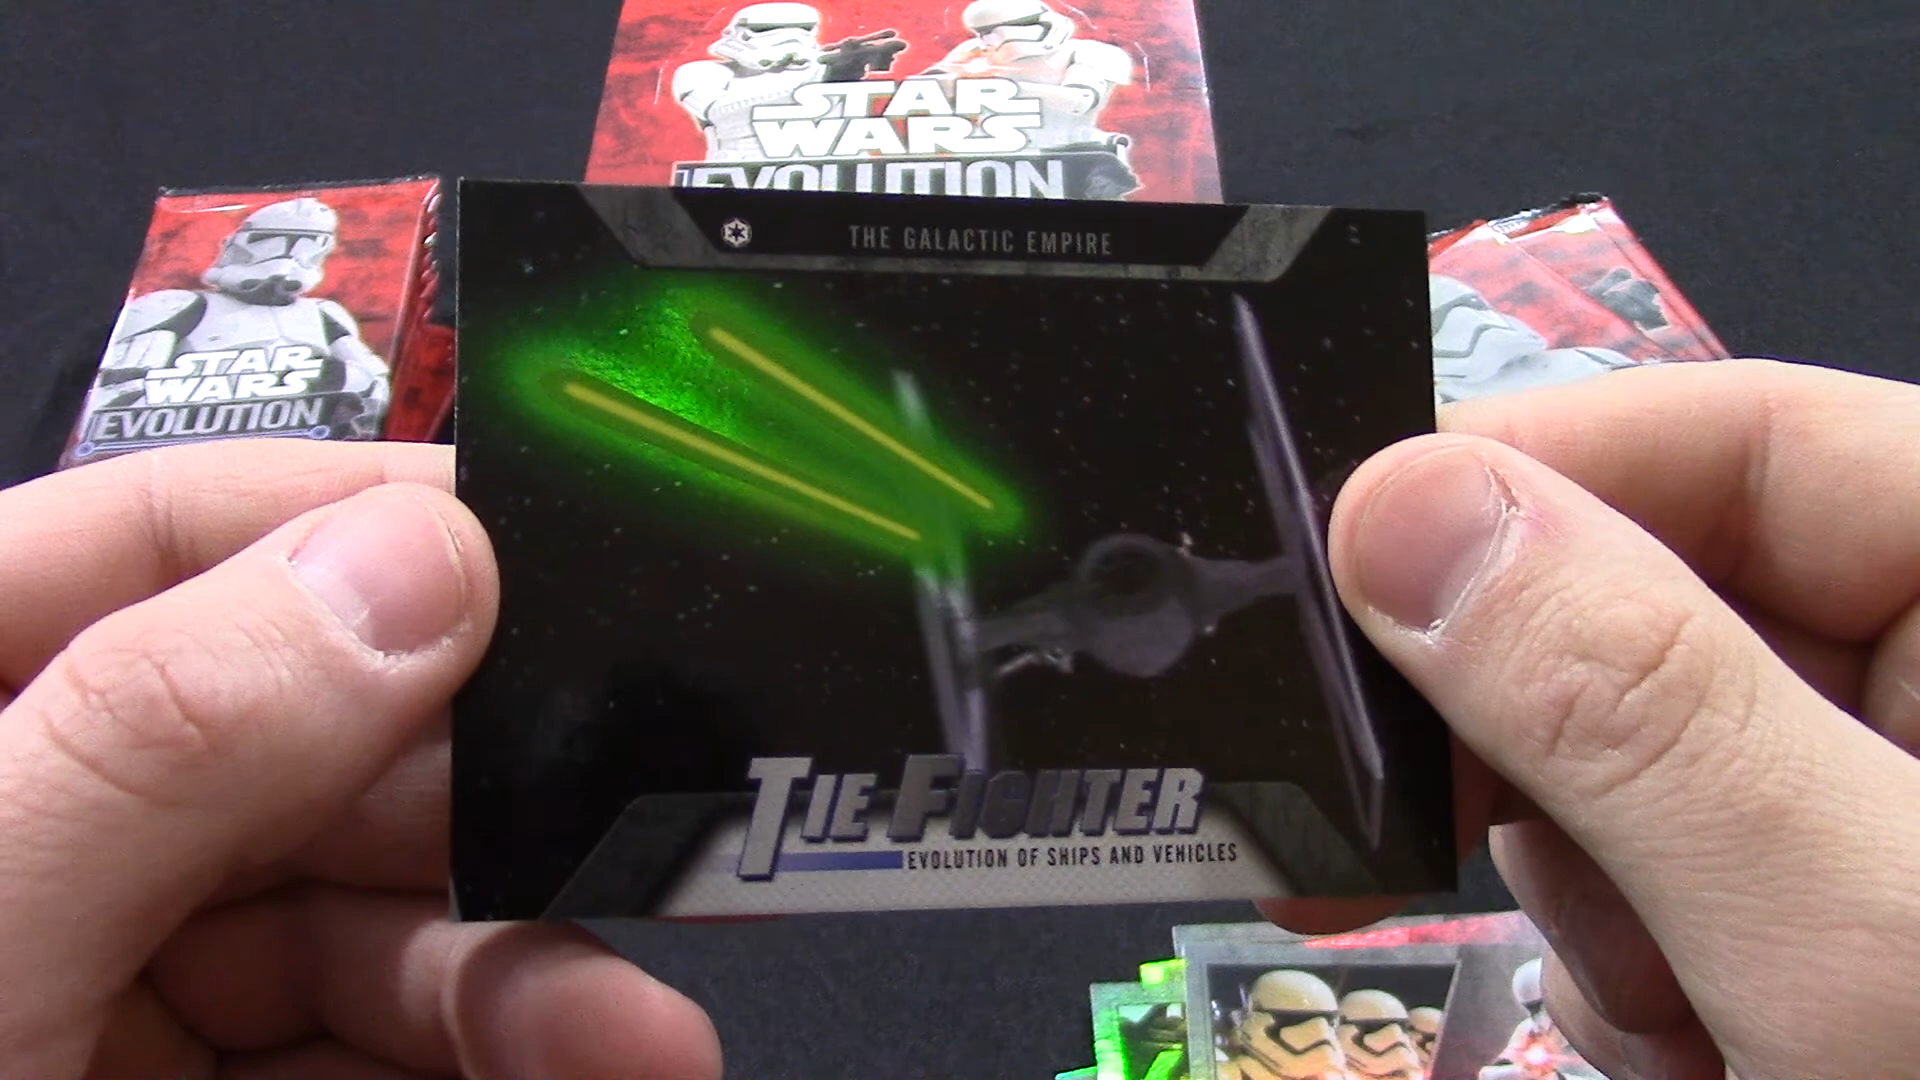 STAR
WARS
EVOLUTION
STAR
WARS
EVOLUTION
THE GALACTIC EMPIRE
TIE FIGHTER
EVOLUTION OF SHIPS AND VEHICLES